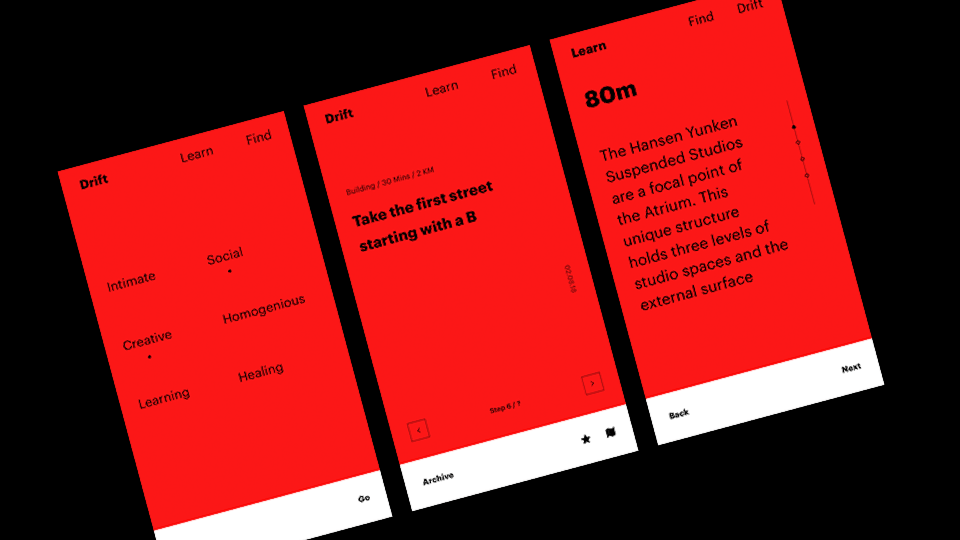 Drift Learn Find
Intimate Social
Creative Homogenious
Learning Healing
Go
Drift Learn Find
Building / 30 Mins / 2 KM
Take the first street
starting with a B
Step 6 / 7
Archive
Learn Find Drift
80m
The Hansen Yunken
Suspended Studios
are a focal point of
the Atrium. This
unique structure
holds three levels of
studio spaces and the
external surface
Back Next